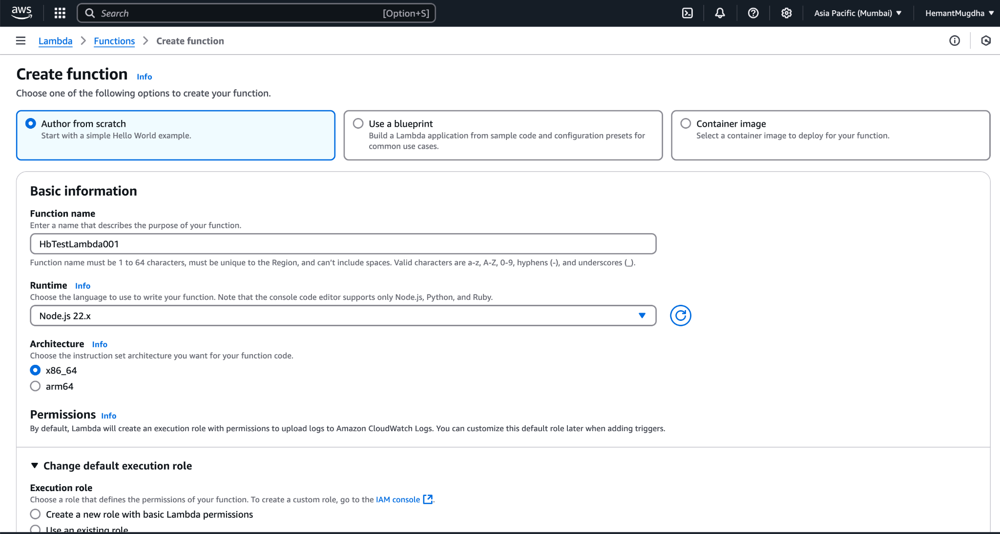 aws Search [Option+S] Asia Pacific (Mumbai) HemantMugdha
Lambda Functions Create function
Create function Info
Choose one of the following options to create your function.
Author from scratch
Start with a simple Hello World example.
Use a blueprint
Build a Lambda application from sample code and configuration presets for
common use cases.
Container image
Select a container image to deploy for your function.
Basic information
Function name
Enter a name that describes the purpose of your function.
HbTestLambda001
Function name must be 1 to 64 characters, must be unique to the Region, and can’t include spaces. Valid characters are a-z, A-Z, 0-9, hyphens (-), and underscores (_).
Runtime Info
Choose the language to use to write your function. Note that the console code editor supports only Node.js, Python, and Ruby.
Node.js 22.x
Architecture Info
Choose the instruction set architecture you want for your function code.
x86_64
arm64
Permissions Info
By default, Lambda will create an execution role with permissions to upload logs to Amazon CloudWatch Logs. You can customize this default role later when adding triggers.
Change default execution role
Execution role
Choose a role that defines the permissions of your function. To create a custom role, go to the IAM console.
Create a new role with basic Lambda permissions
Use an existing role